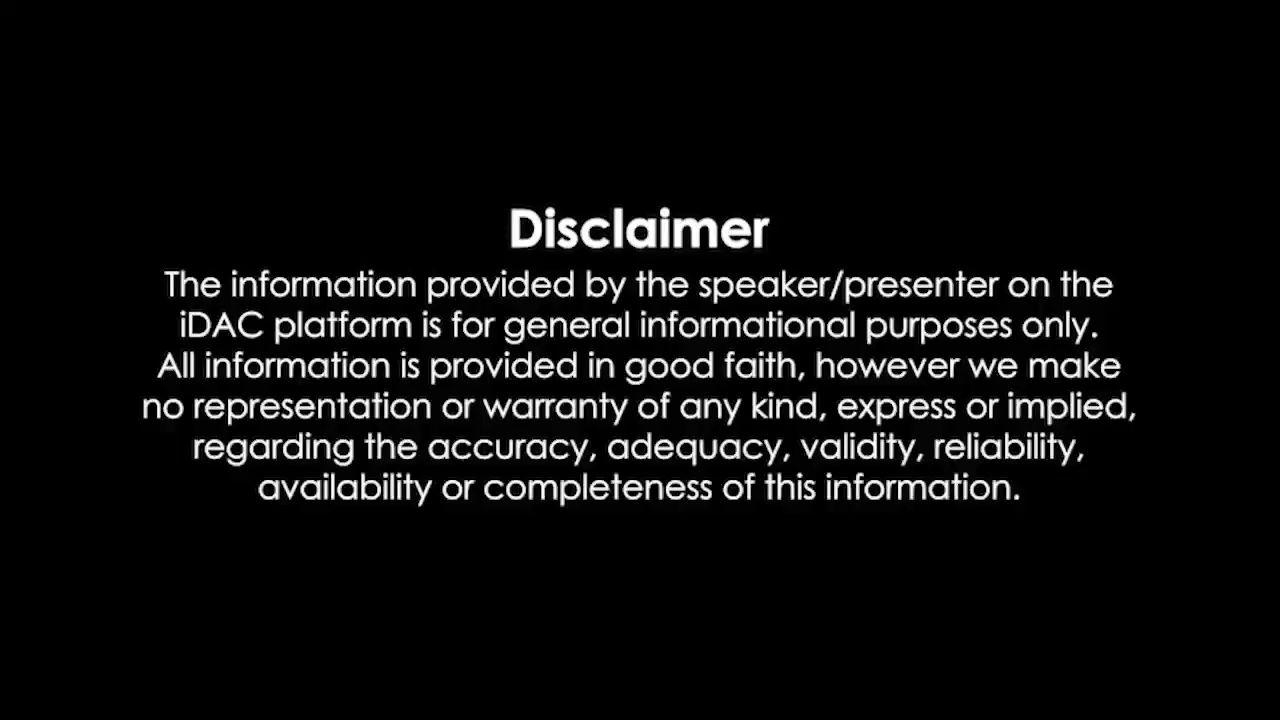 Disclaimer
The information provided by the speaker/presenter on the
iDAC platform is for general informational purposes only.
All information is provided in good faith, however we make
no representation or warranty of any kind, express or implied,
regarding the accuracy, adequacy, validity, reliability,
availability or completeness of this information.